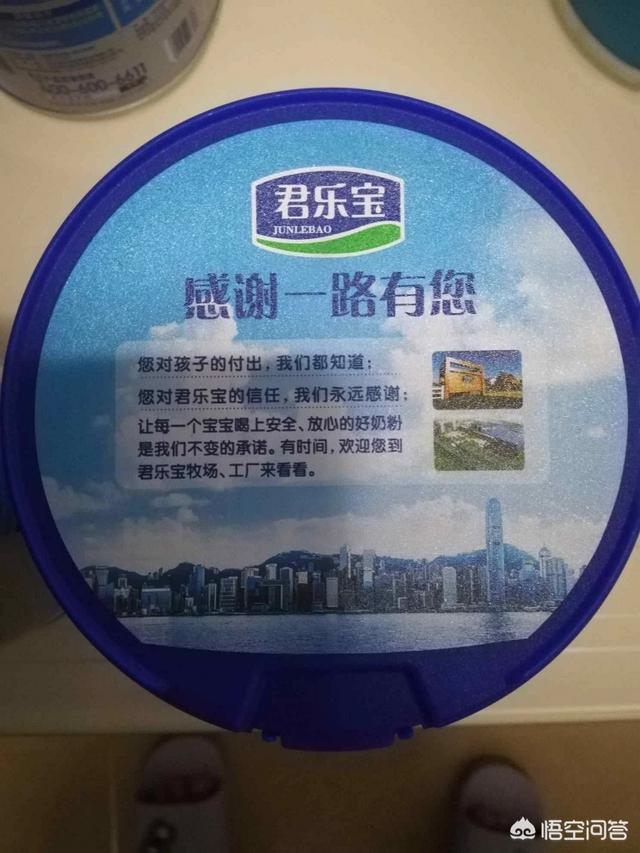 400-600-6611
君乐宝
JUNLEBAO
感谢一路有您
您对孩子的付出，我们都知道；
您对君乐宝的信任，我们永远感谢；
让每一个宝宝喝上安全、放心的好奶粉
是我们不变的承诺。有时间，欢迎您到
君乐宝牧场、工厂来看看。
悟空问答